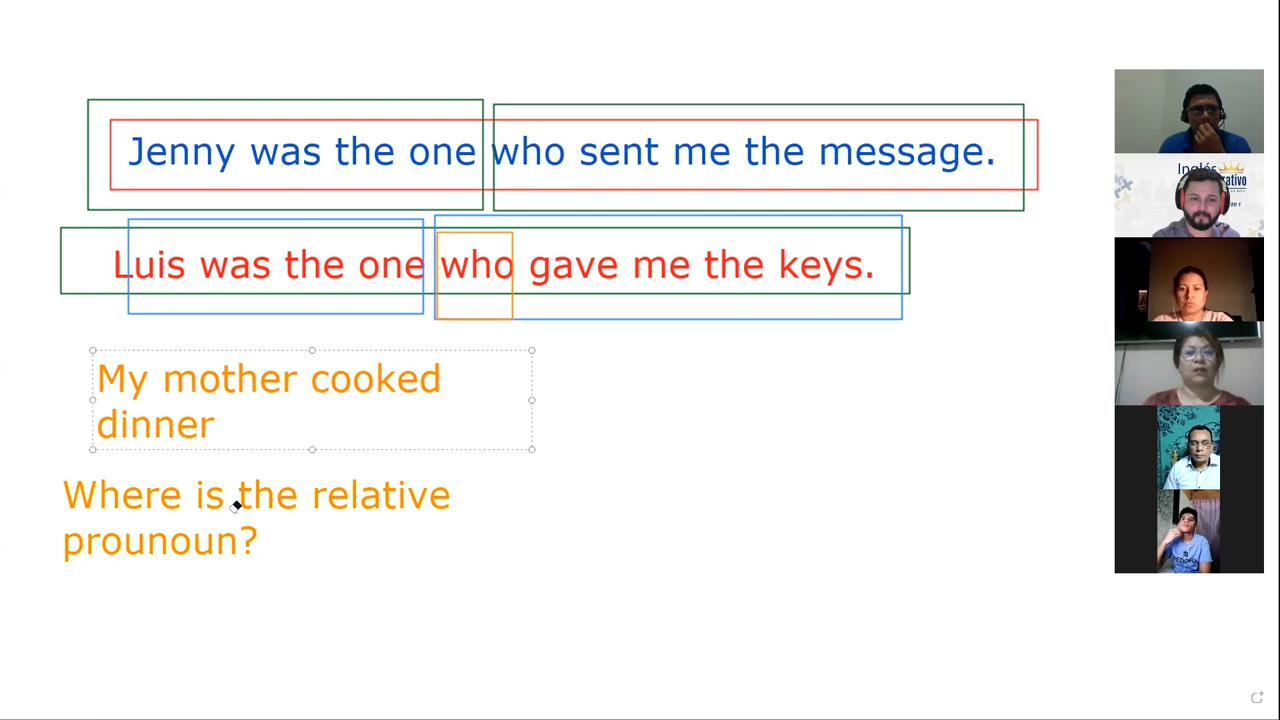 Jenny was the one who sent me the message.
Luis was the one who gave me the keys.
My mother cooked
dinner
Where is the relative
prounoun?
Inglés